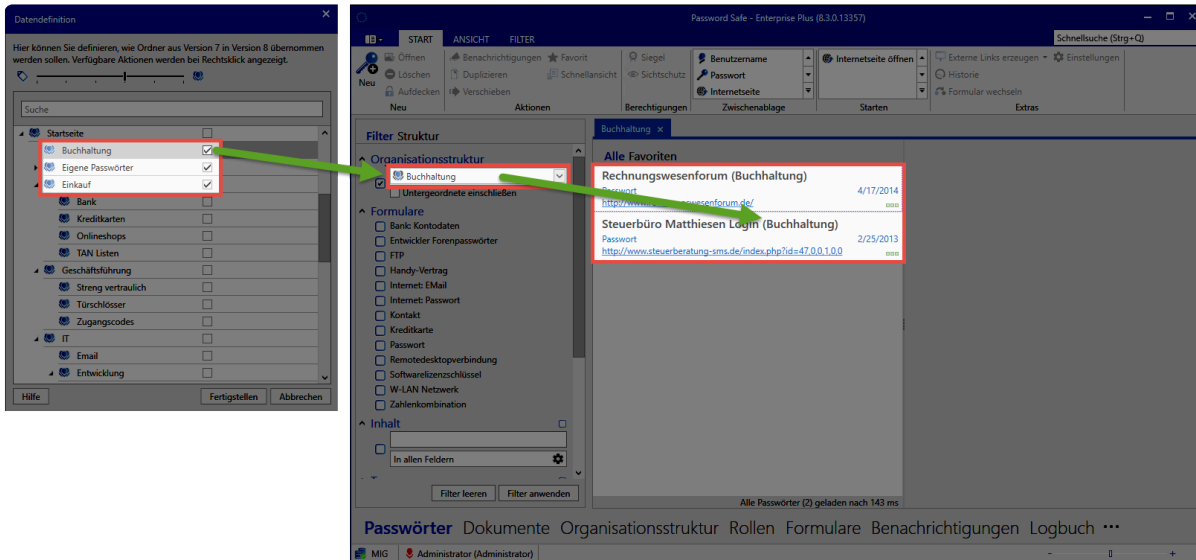 Datendefinition
Hier können Sie definieren, wie Ordner aus Version 7 in Version 8 übernommen
werden sollen. Verfügbare Aktionen werden bei Rechtsklick angezeigt.
Suche
Startseite
Buchhaltung
Eigene Passwörter
Einkauf
Bank
Kreditkarten
Onlineshops
TAN Listen
Geschäftsführung
Streng vertraulich
Türschlösser
Zugangscodes
IT
Email
Entwicklung
Hilfe Fertigstellen Abbrechen
Password Safe - Enterprise Plus (8.3.0.13357)
START ANSICHT FILTER Schnellsuche (Strg+Q)
Neu
Öffnen
Löschen
Aufdecken
Neu
Benachrichtigungen Favorit
Duplizieren Schnellansicht
Verschieben
Aktionen
Siegel
Sichtschutz
Berechtigungen
Benutzername
Passwort
Internetseite
Zwischenablage
Internetseite öffnen
Starten
Externe Links erzeugen Einstellungen
Historie
Formular wechseln
Extras
Filter Struktur
Organisationsstruktur
Buchhaltung
Untergeordnete einschließen
Formulare
Bank Kontodaten
Entwickler Forenpasswörter
FTP
Handy-Vertrag
Internet: EMail
Internet: Passwort
Kontakt
Kreditkarte
Passwort
Remotedesktopverbindung
Softwarelizenzschlüssel
W-LAN Netzwerk
Zahlenkombination
Inhalt
In allen Feldern
Filter leeren Filter anwenden
Buchhaltung
Alle Favoriten
Rechnungswesenforum (Buchhaltung)
Passwort 4/17/2014
Steuerbüro Matthiesen Login (Buchhaltung)
Passwort 2/25/2013
http://www.steuerberatung-sms.de/index.php?id=47,0,0,1,0,0
Alle Passwörter (2) geladen nach 143 ms
Passwörter Dokumente Organisationsstruktur Rollen Formulare Benachrichtigungen Logbuch ···
MIG Administrator (Administrator)